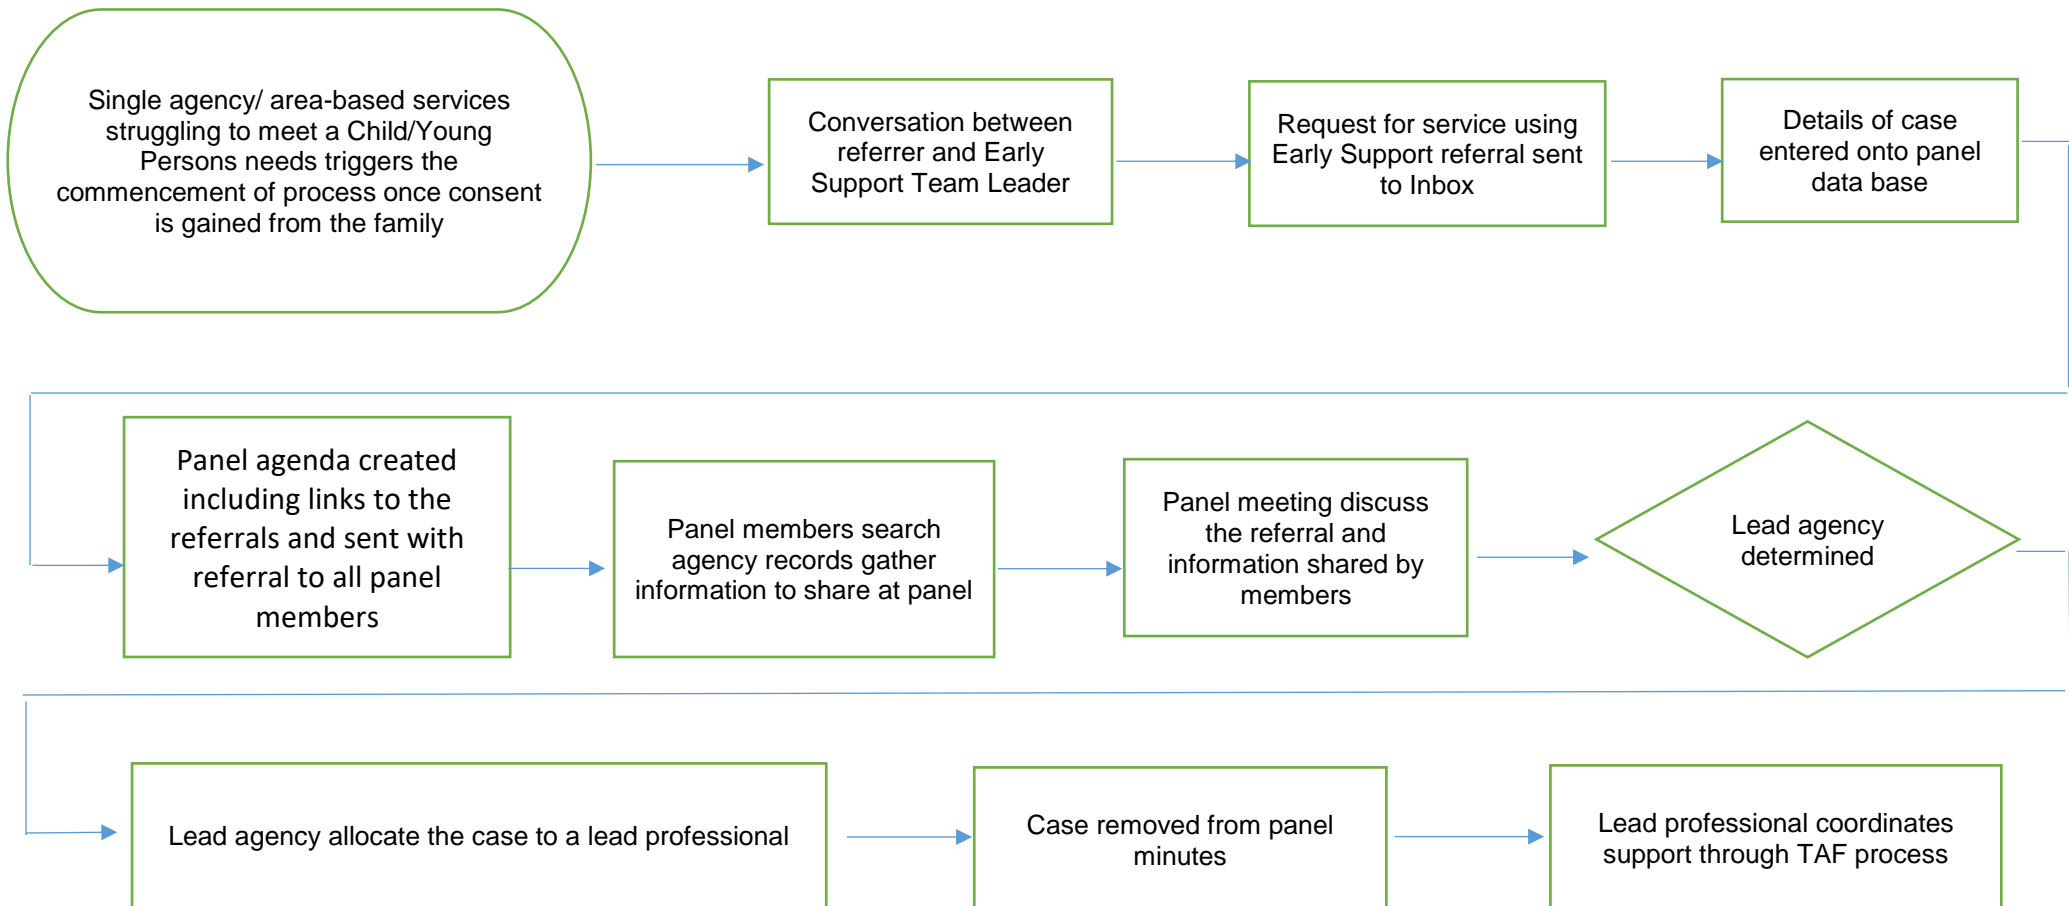 Single agency/ area-based services
struggling to meet a Child/Young
Persons needs triggers the
commencement of process once consent
is gained from the family
Conversation between
referrer and Early
Support Team Leader
Request for service using
Early Support referral sent
to Inbox
Details of case
entered onto panel
data base
Panel agenda created
including links to the
referrals and sent with
referral to all panel
members
Panel members search
agency records gather
information to share at panel
Panel meeting discuss
the referral and
information shared by
members
Lead agency
determined
Lead agency allocate the case to a lead professional
Case removed from panel
minutes
Lead professional coordinates
support through TAF process